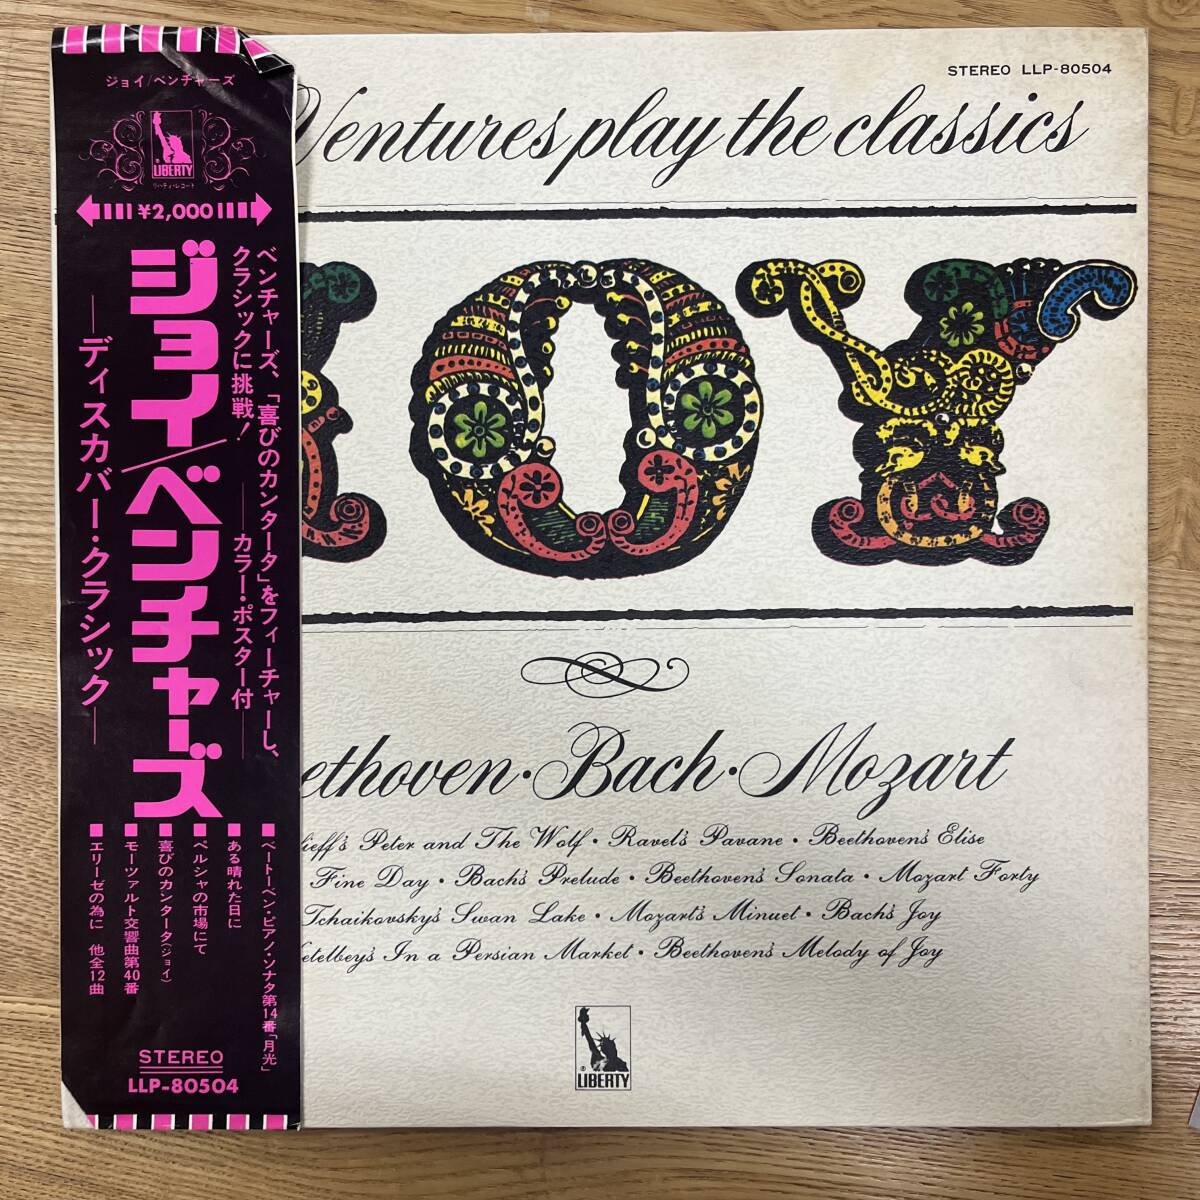 ジョイ/ベンチャーズ
LIBERTY
リバティ・レコード
¥2,000
ベンチャーズ、「喜びのカンタータ」をフィーチャーし、
クラシックに挑戦!
——カラー・ポスター付——
ジョイ/ベンチャーズ
—ディスカバー・クラシック—
■ベートーベン・ピアノ・ソナタ第14番「月光」
■ある晴れた日に
■ペルシャの市場にて
■喜びのカンタータ(ジョイ)
■モーツァルト交響曲第40番
■エリーゼの為に 他全12曲
STEREO
LLP-80504
STEREO LLP-80504
Ventures play the classics
JOY
ethoven · Bach · Mozart
ieff's Peter and The Wolf · Ravel's Pavane · Beethoven's Elise
Fine Day · Bach's Prelude · Beethoven's Sonata · Mozart Forty
Tchaikovsky's Swan Lake · Mozart's Minuet · Bach's Joy
etelbey's In a Persian Market · Beethoven's Melody of Joy
LIBERTY